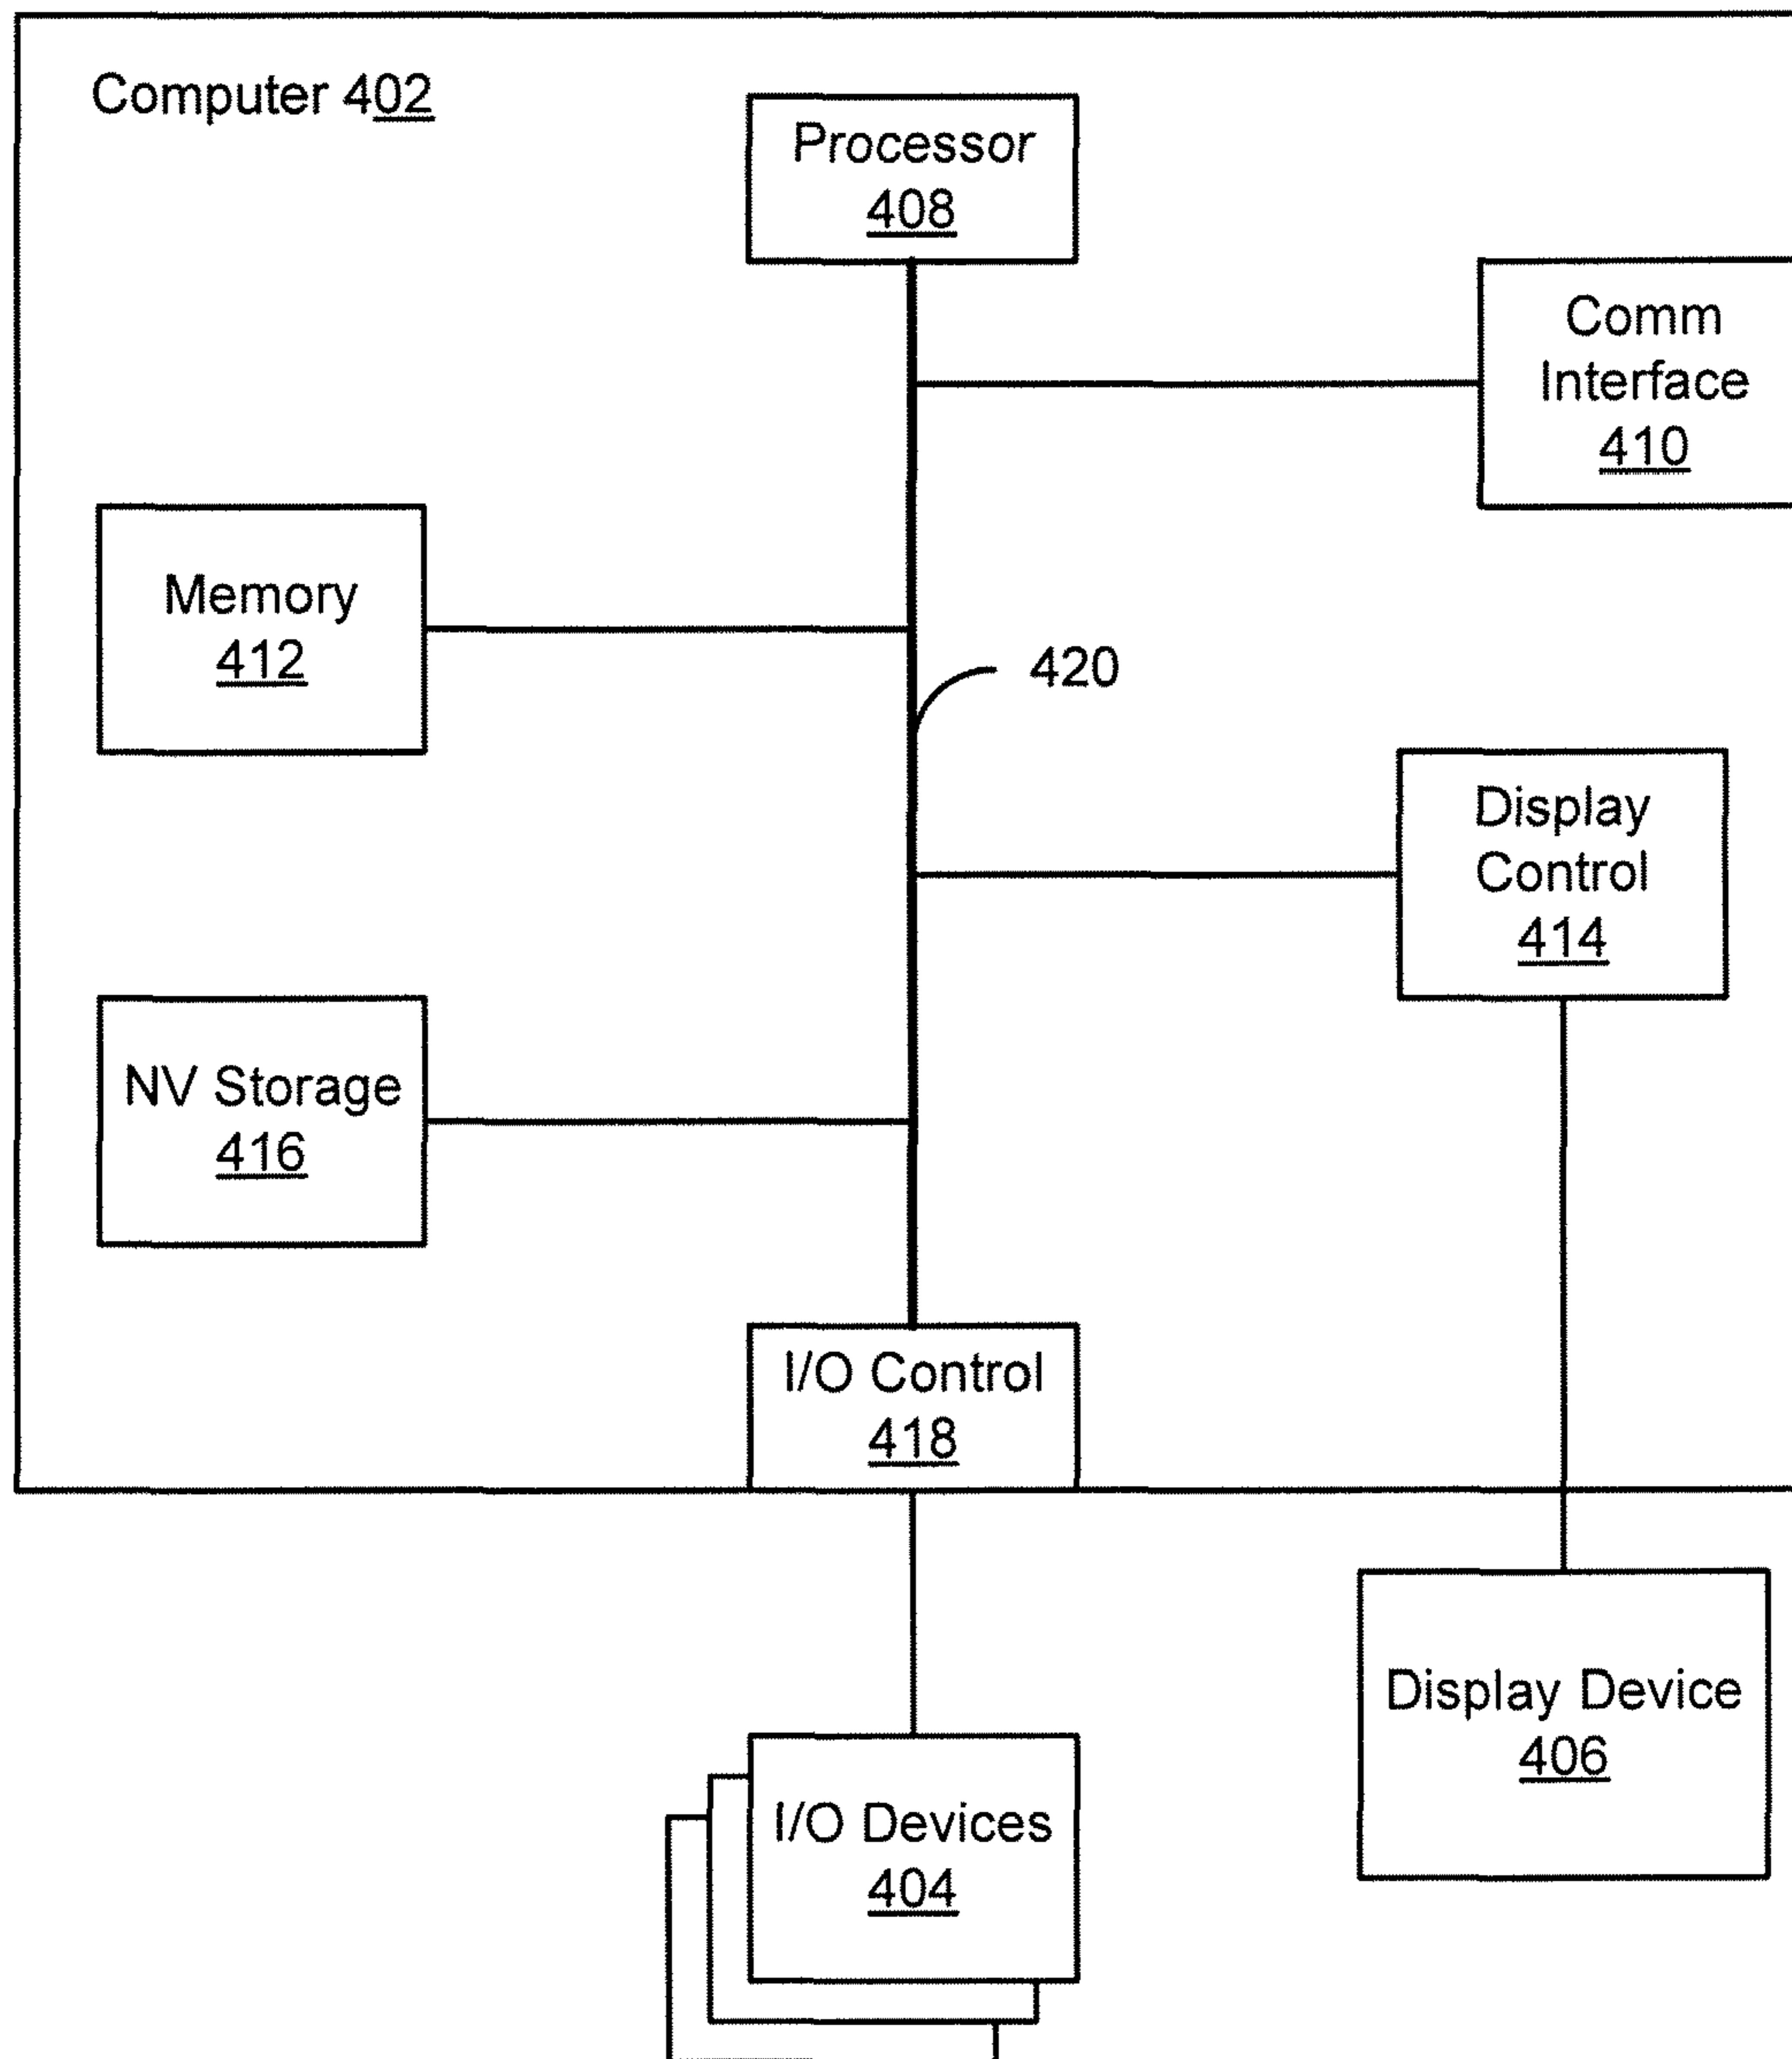 Computer 402
Processor
408
Comm
Interface
410
Memory
412
420
Display
Control
414
NV Storage
416
I/O Control
418
Display Device
406
I/O Devices
404